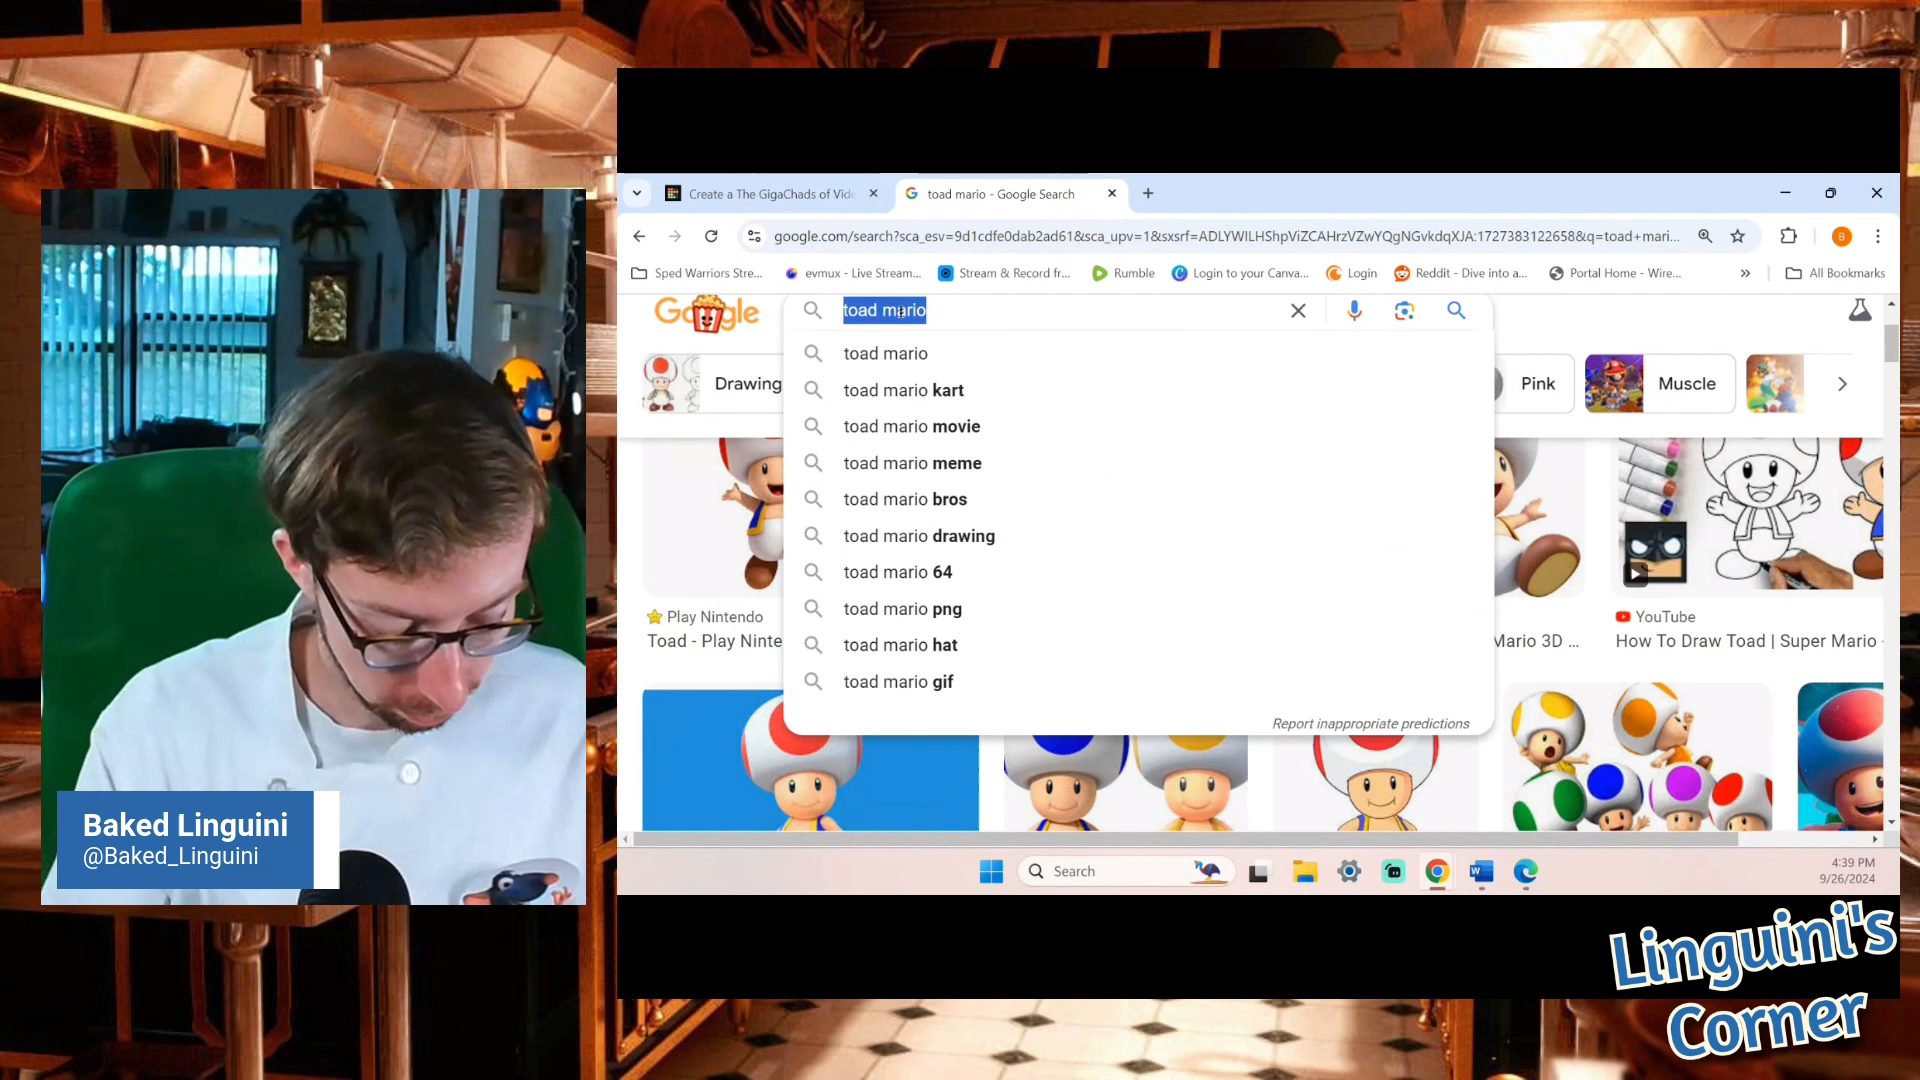 Create a The GigaChads of Vide
toad mario - Google Search
google.com/search?sca_esv=9d1cdfe0dab2ad61&sca_upv=1&sxsrf=ADLYWILHShpViZCAHrzVZwYQgNGvkdqXJA:1727383122658&q=toad+mari...
Sped Warriors Stre...
evmux - Live Stream...
Stream & Record fr...
Rumble
Login to your Canva...
Login
Reddit - Dive into a...
Portal Home - Wire...
»
All Bookmarks
Google
toad mario
toad mario
toad mario kart
toad mario movie
toad mario meme
toad mario bros
toad mario drawing
toad mario 64
toad mario png
toad mario hat
toad mario gif
Report inappropriate predictions
Drawing
Pink
Muscle
Play Nintendo
Toad - Play Ninte
Mario 3D ...
YouTube
How To Draw Toad | Super Mario -
Search
4:39 PM
9/26/2024
Baked Linguini
@Baked_Linguini
Linguini's
Corner